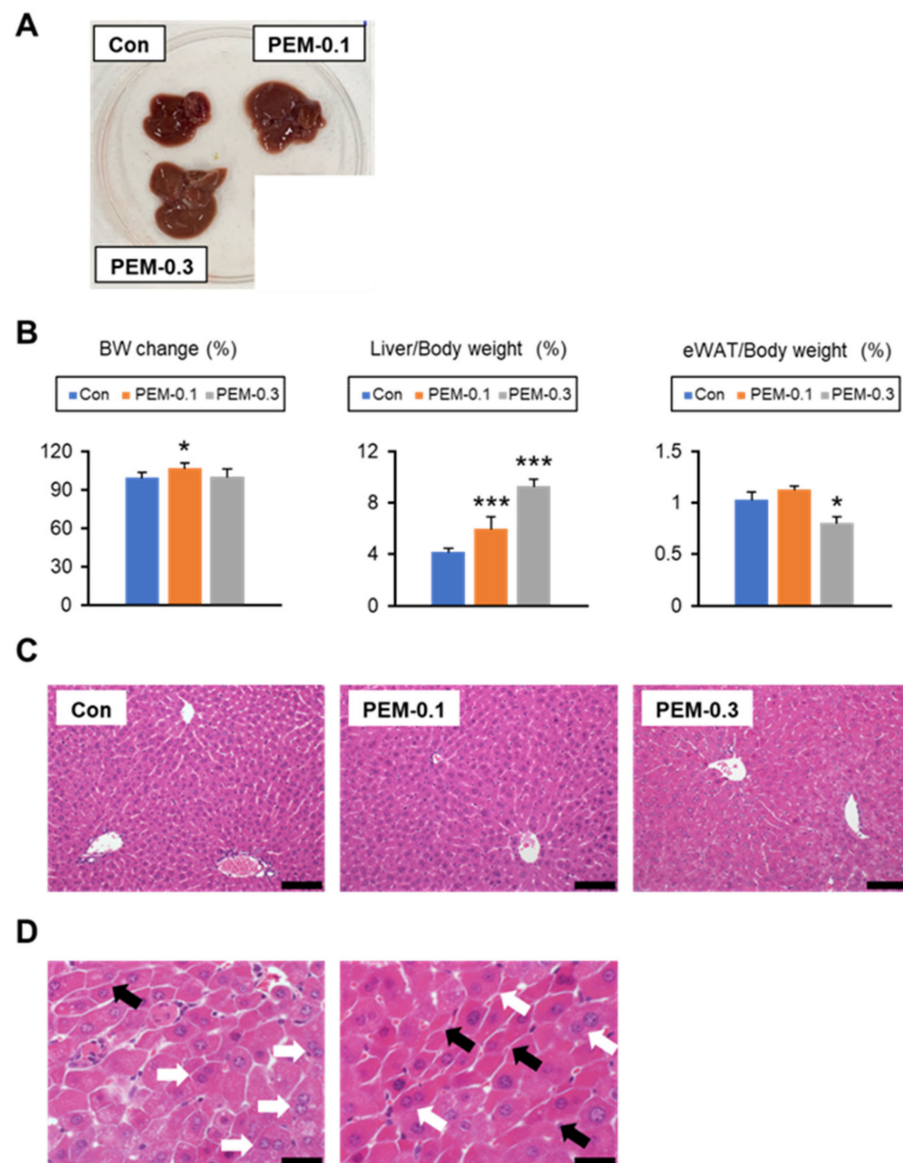 A
Con
PEM-0.1
PEM-0.3
B
BW change (%)
Con PEM-0.1 PEM-0.3
120
90
60
30
0
*
Liver/Body weight (%)
Con PEM-0.1 PEM-0.3
12
8
4
0
***
***
eWAT/Body weight (%)
Con PEM-0.1 PEM-0.3
1.5
1
0.5
0
*
C
Con
PEM-0.1
PEM-0.3
D